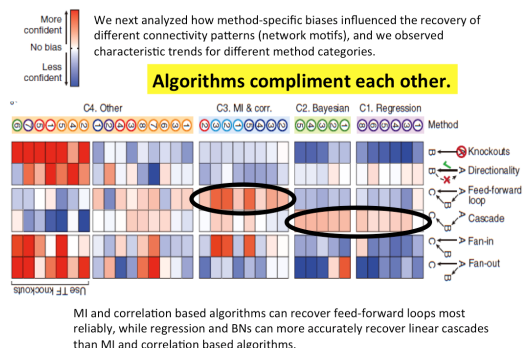 More
confident
No bias
Less
confident
We next analyzed how method-specific biases influenced the recovery of
different connectivity patterns (network motifs), and we observed
characteristic trends for different method categories.
Algorithms compliment each other.
C4. Other C3. MI & corr. C2. Bayesian C1. Regression
Method
B A Knockouts
B A Directionality
C A Feed-forward
B loop
C A Cascade
B
C A Fan-in
B
C A Fan-out
B
Use TF knockouts
MI and correlation based algorithms can recover feed-forward loops most
reliably, while regression and BNs can more accurately recover linear cascades
than MI and correlation based algorithms.